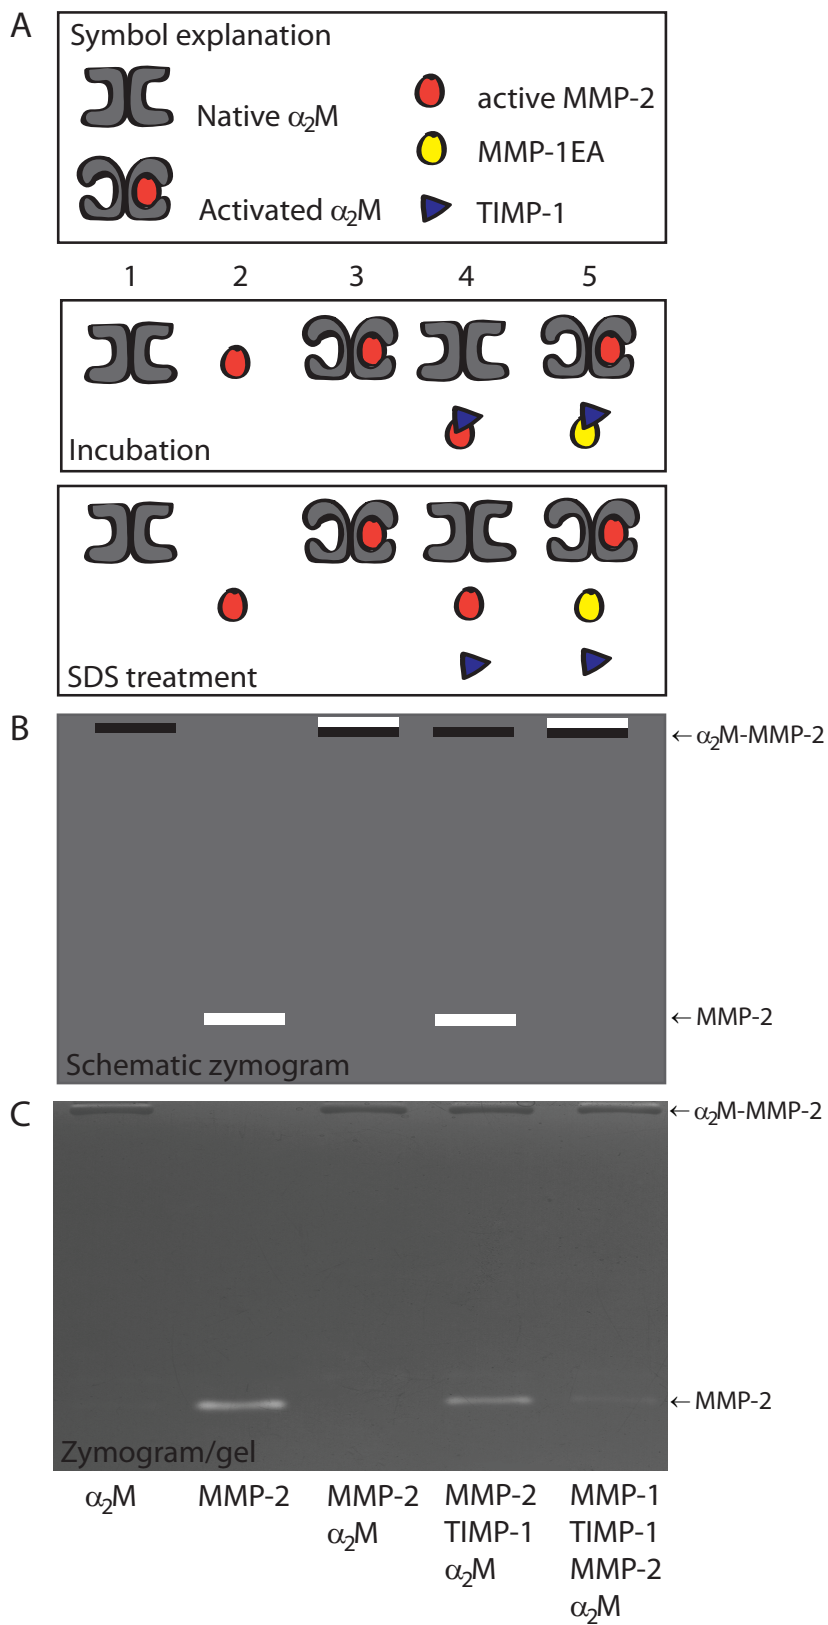 A
Symbol explanation
Native α₂M
active MMP-2
MMP-1EA
Activated α₂M
TIMP-1
1 2 3 4 5
Incubation
SDS treatment
B
←α₂M-MMP-2
←MMP-2
Schematic zymogram
C
←α₂M-MMP-2
←MMP-2
Zymogram/gel
α₂M MMP-2 MMP-2 MMP-2 MMP-1
α₂M TIMP-1 TIMP-1
α₂M MMP-2
α₂M